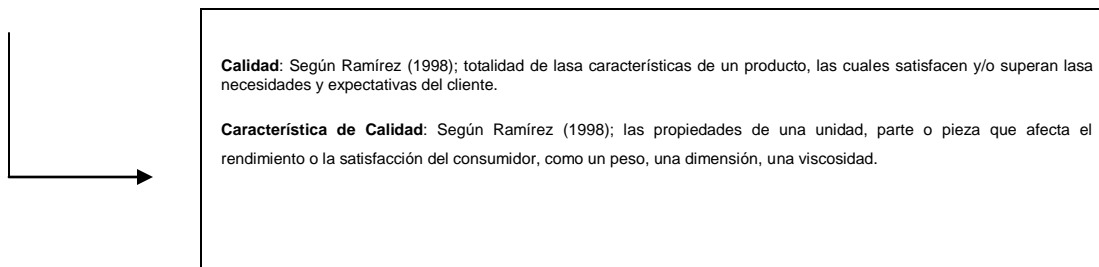 Calidad: Según Ramírez (1998); totalidad de lasa características de un producto, las cuales satisfacen y/o superan lasa
necesidades y expectativas del cliente.
Característica de Calidad: Según Ramírez (1998); las propiedades de una unidad, parte o pieza que afecta el
rendimiento o la satisfacción del consumidor, como un peso, una dimensión, una viscosidad.